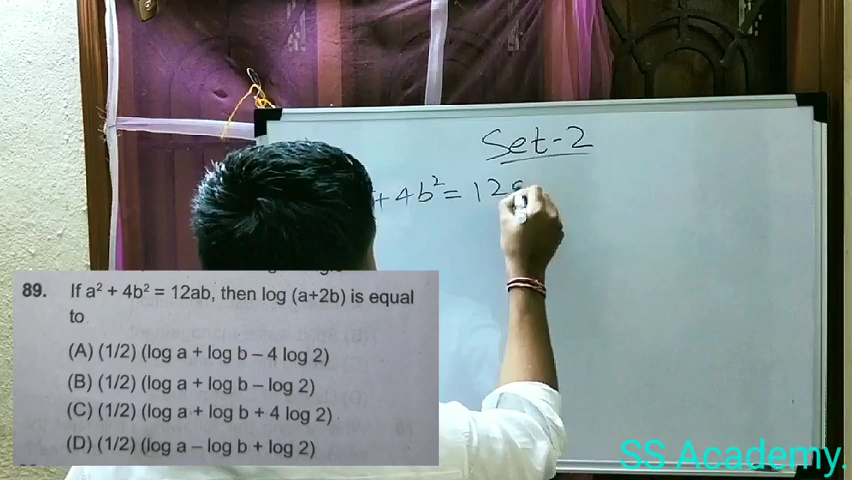 Set-2
+ 4b² = 12a
89. If a² + 4b² = 12ab, then log (a+2b) is equal
to
(A) (1/2) (log a + log b – 4 log 2)
(B) (1/2) (log a + log b – log 2)
(C) (1/2) (log a + log b + 4 log 2)
(D) (1/2) (log a – log b + log 2)
SS Academy.